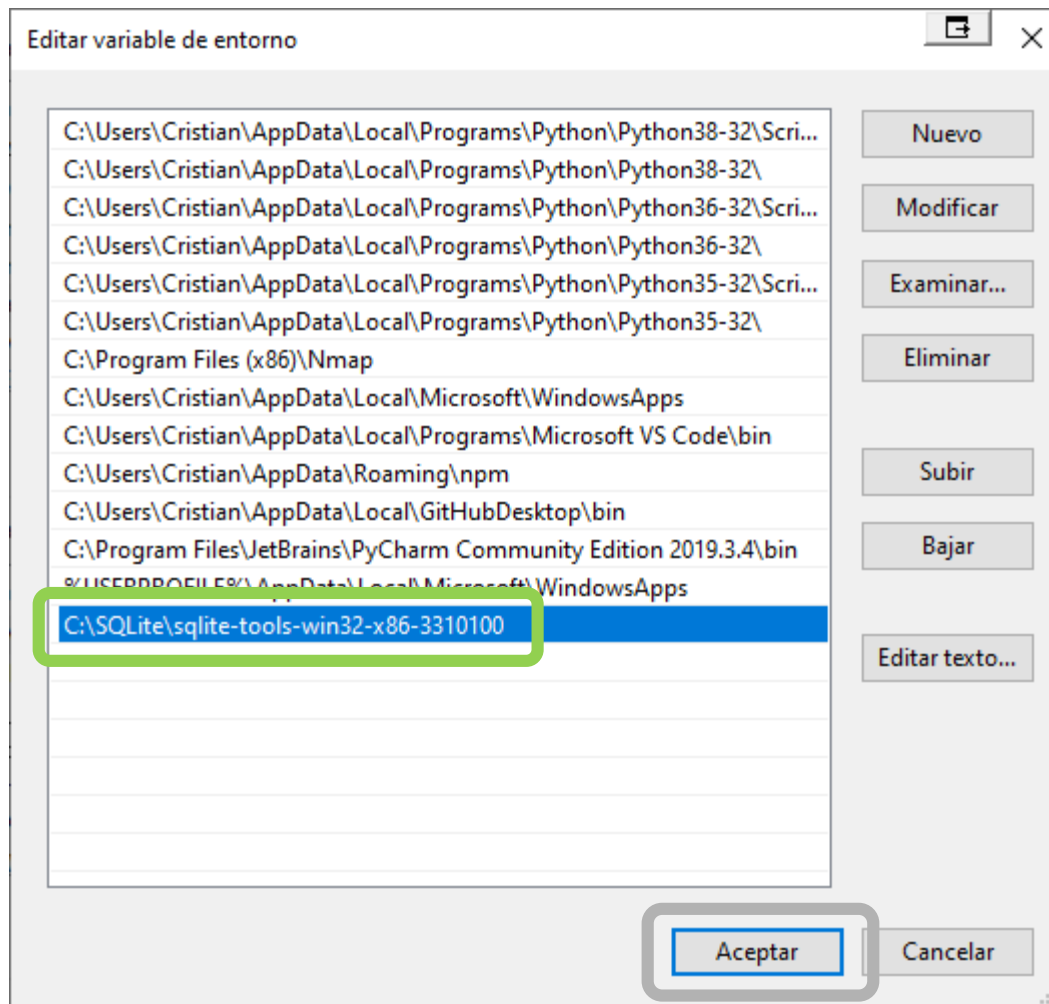 Editar variable de entorno
C:\Users\Cristian\AppData\Local\Programs\Python\Python38-32\Scri...
C:\Users\Cristian\AppData\Local\Programs\Python\Python38-32\
C:\Users\Cristian\AppData\Local\Programs\Python\Python36-32\Scri...
C:\Users\Cristian\AppData\Local\Programs\Python\Python36-32\
C:\Users\Cristian\AppData\Local\Programs\Python\Python35-32\Scri...
C:\Users\Cristian\AppData\Local\Programs\Python\Python35-32\
C:\Program Files (x86)\Nmap
C:\Users\Cristian\AppData\Local\Microsoft\WindowsApps
C:\Users\Cristian\AppData\Local\Programs\Microsoft VS Code\bin
C:\Users\Cristian\AppData\Roaming\npm
C:\Users\Cristian\AppData\Local\GitHubDesktop\bin
C:\Program Files\JetBrains\PyCharm Community Edition 2019.3.4\bin
%USERPROFILE%\AppData\Local\Microsoft\WindowsApps
C:\SQLite\sqlite-tools-win32-x86-3310100
Nuevo
Modificar
Examinar...
Eliminar
Subir
Bajar
Editar texto...
Aceptar
Cancelar